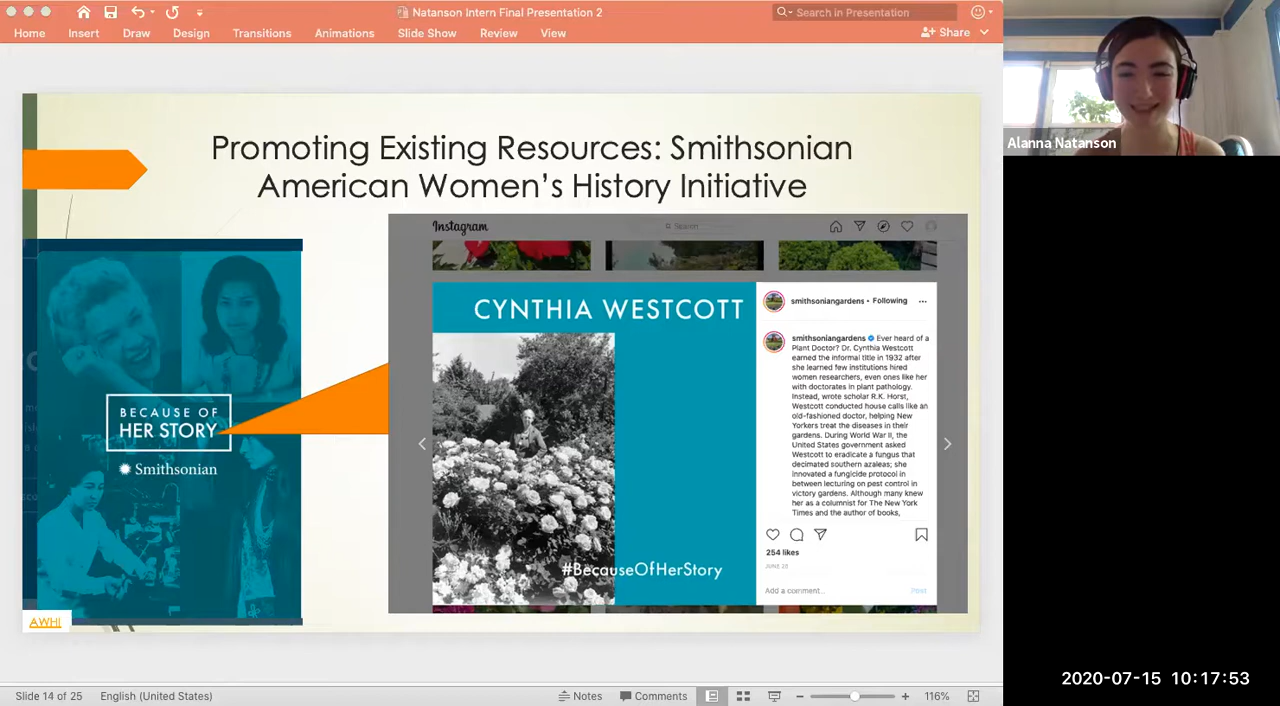 Natanson Intern Final Presentation 2
Search in Presentation
Home Insert Draw Design Transitions Animations Slide Show Review View
Share
Promoting Existing Resources: Smithsonian
American Women's History Initiative
BECAUSE OF
HER STORY
Smithsonian
AWHI
Instagram
Search
CYNTHIA WESTCOTT
#BecauseOfHerStory
smithsoniangardens • Following
smithsoniangardens Ever heard of a
Plant Doctor? Dr. Cynthia Westcott
earned the informal title in 1932 after
she learned few institutions hired
women researchers, even ones like her
with doctorates in plant pathology.
Instead, wrote scholar R.K. Horst,
Westcott conducted house calls like an
old-fashioned doctor, helping New
Yorkers treat the diseases in their
gardens. During World War II, the
United States government asked
Westcott to eradicate a fungus that
decimated southern azaleas; she
innovated a fungicide protocol in
between lecturing on pest control in
victory gardens. Although many knew
her as a columnist for The New York
Times and the author of books,
254 likes
JUNE 25
Add a comment...
Post
Alanna Natanson
2020-07-15 10:17:53
Slide 14 of 25
English (United States)
Notes
Comments
116%